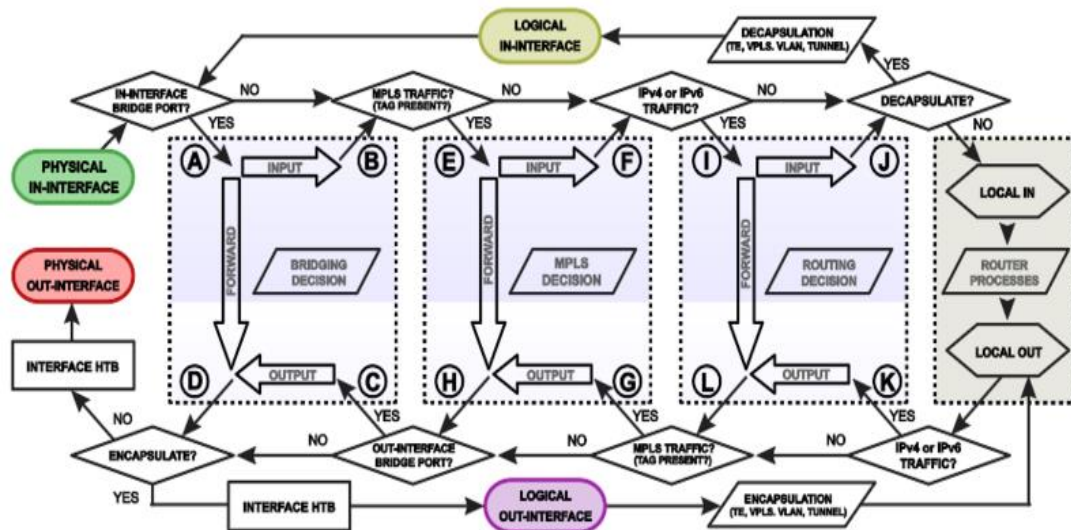 LOGICAL
IN-INTERFACE
DECAPSULATION
(TE, VPLS. VLAN, TUNNEL)
YES
IN-INTERFACE
BRIDGE PORT?
NO
MPLS TRAFFIC?
(TAG PRESENT?)
NO
IPv4 or IPv6
TRAFFIC?
NO
DECAPSULATE?
YES
YES
YES
NO
PHYSICAL
IN-INTERFACE
A
INPUT
B
E
INPUT
F
I
INPUT
J
LOCAL IN
FORWARD
BRIDGING
DECISION
FORWARD
MPLS
DECISION
FORWARD
ROUTING
DECISION
ROUTER
PROCESSES
PHYSICAL
OUT-INTERFACE
INTERFACE HTB
LOCAL OUT
D
OUTPUT
C
H
OUTPUT
G
L
OUTPUT
K
NO
YES
YES
YES
ENCAPSULATE?
NO
OUT-INTERFACE
BRIDGE PORT?
NO
MPLS TRAFFIC?
(TAG PRESENT?)
NO
IPv4 or IPv6
TRAFFIC?
YES
INTERFACE HTB
LOGICAL
OUT-INTERFACE
ENCAPSULATION
(TE, VPLS. VLAN, TUNNEL)